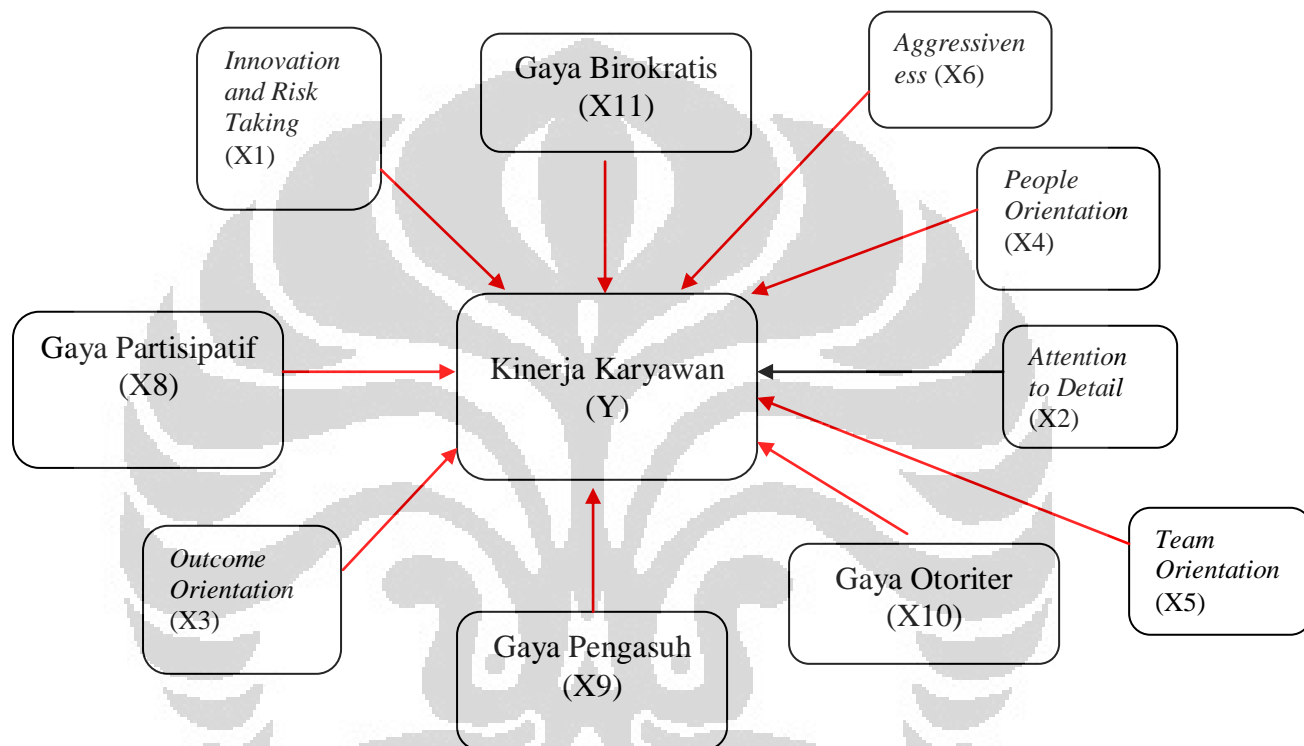 Innovation
and Risk
Taking
(X1)
Gaya Birokratis
(X11)
Aggressiven
ess (X6)
People
Orientation
(X4)
Gaya Partisipatif
(X8)
Kinerja Karyawan
(Y)
Attention
to Detail
(X2)
Outcome
Orientation
(X3)
Gaya Pengasuh
(X9)
Gaya Otoriter
(X10)
Team
Orientation
(X5)